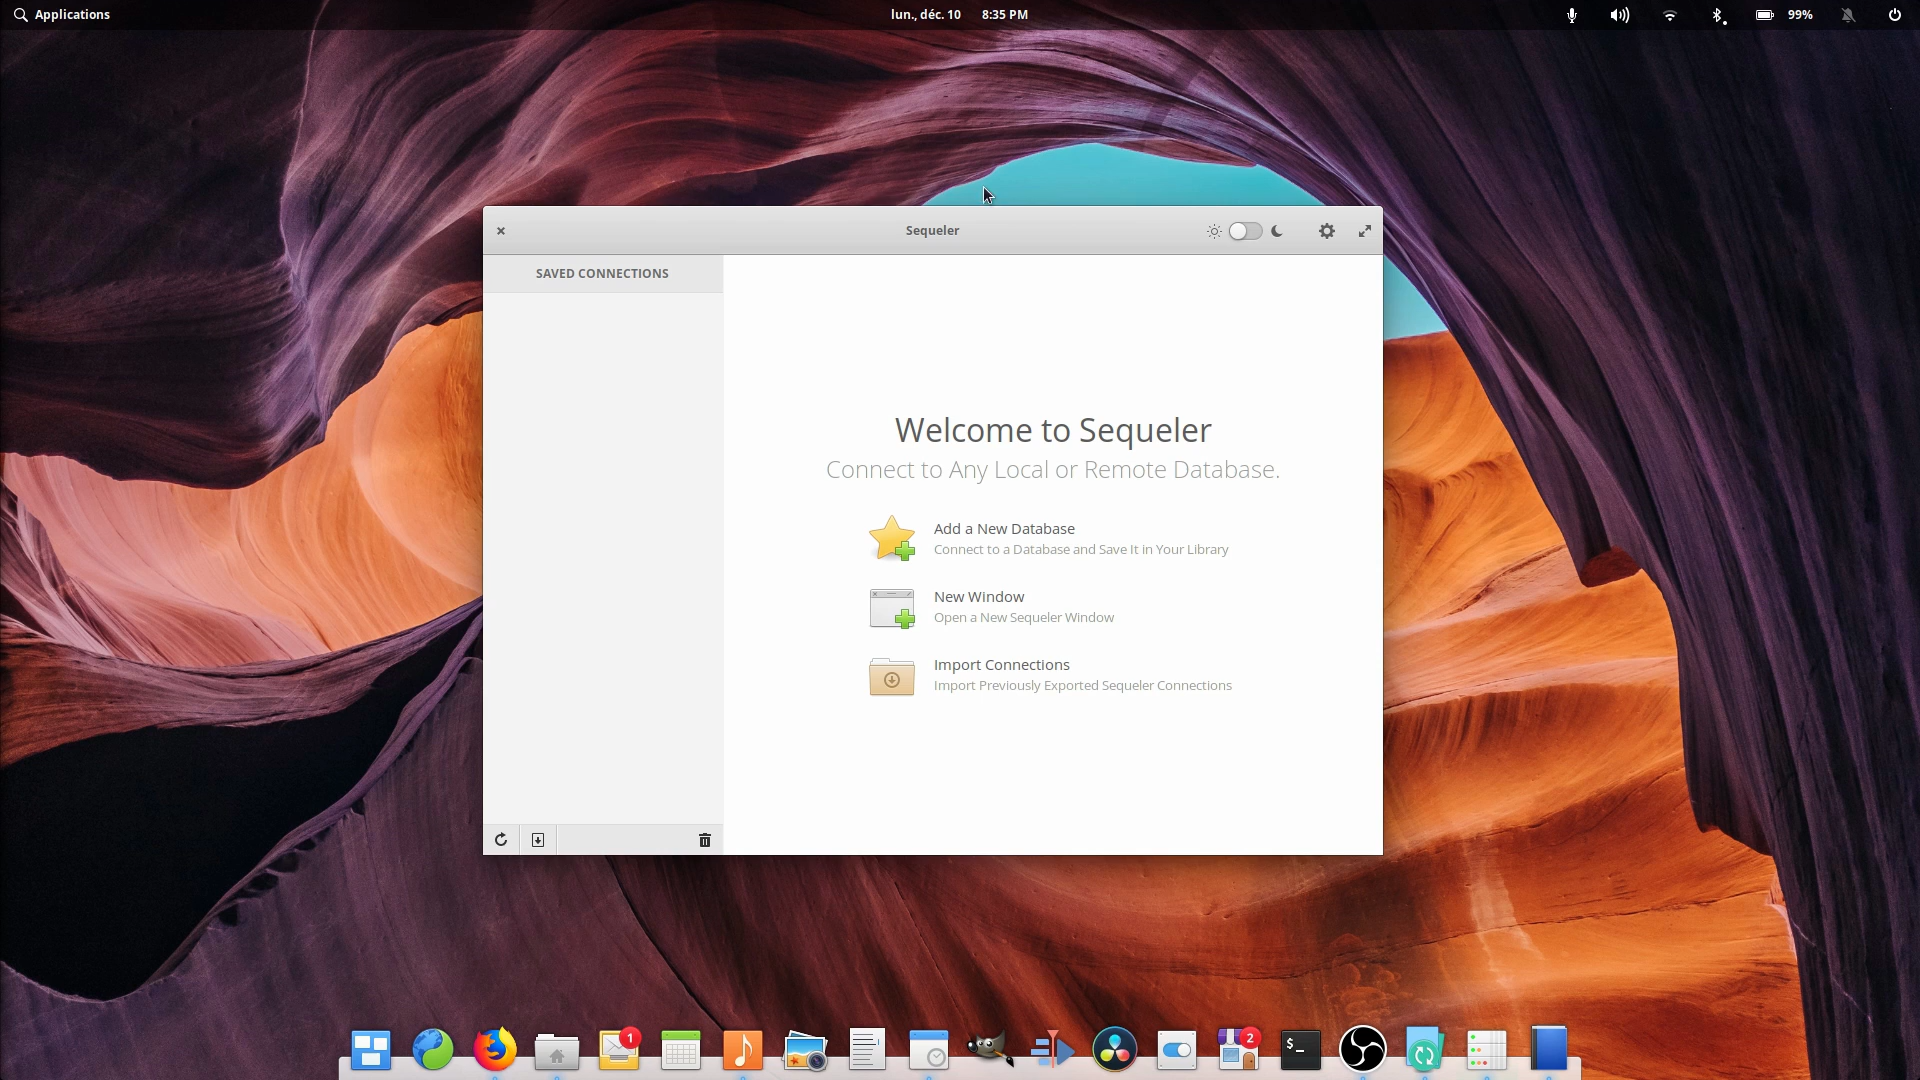 Applications
lun., déc. 10 8:35 PM
99%
Sequeler
SAVED CONNECTIONS
Welcome to Sequeler
Connect to Any Local or Remote Database.
Add a New Database
Connect to a Database and Save It in Your Library
New Window
Open a New Sequeler Window
Import Connections
Import Previously Exported Sequeler Connections
1
2
$_